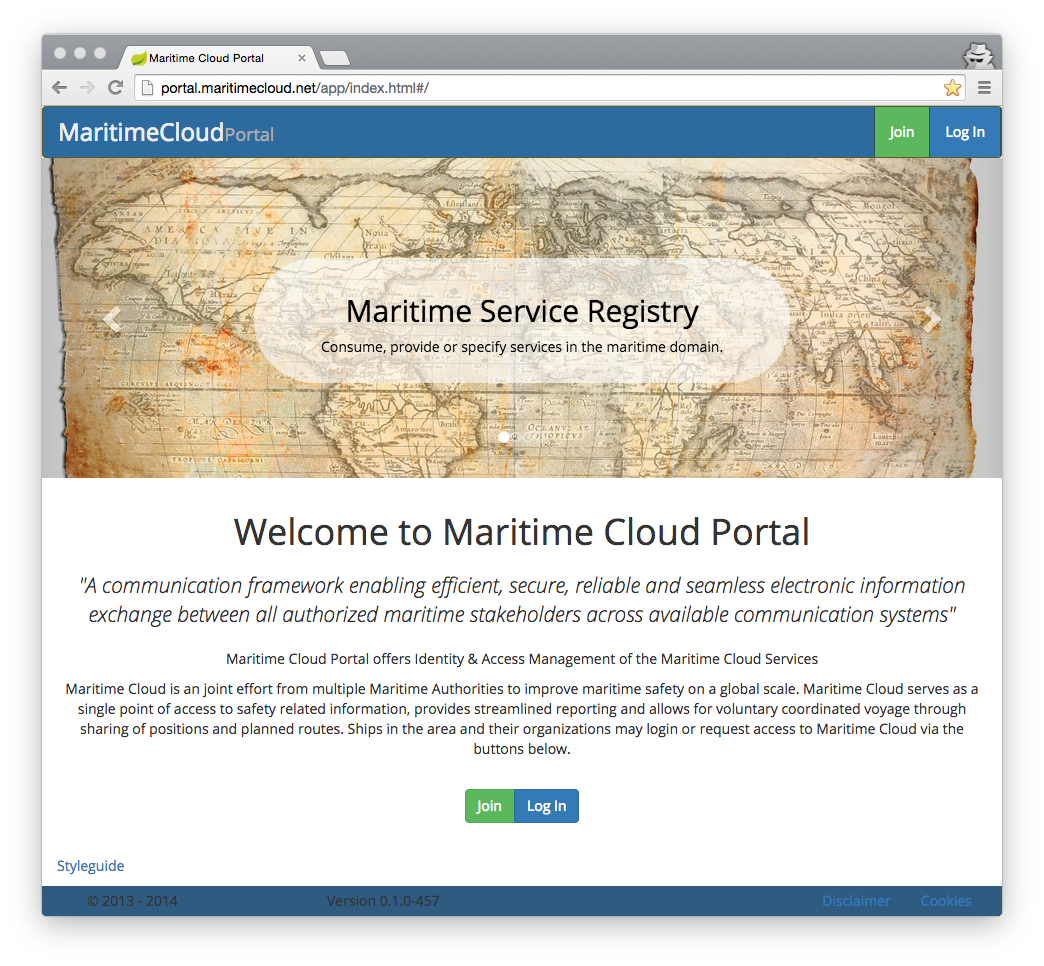 Maritime Cloud Portal
portal.maritimecloud.net/app/index.html#/
MaritimeCloudPortal
Join
Log In
Maritime Service Registry
Consume, provide or specify services in the maritime domain.
Welcome to Maritime Cloud Portal
"A communication framework enabling efficient, secure, reliable and seamless electronic information
exchange between all authorized maritime stakeholders across available communication systems"
Maritime Cloud Portal offers Identity & Access Management of the Maritime Cloud Services
Maritime Cloud is an joint effort from multiple Maritime Authorities to improve maritime safety on a global scale. Maritime Cloud serves as a
single point of access to safety related information, provides streamlined reporting and allows for voluntary coordinated voyage through
sharing of positions and planned routes. Ships in the area and their organizations may login or request access to Maritime Cloud via the
buttons below.
Join
Log In
Styleguide
© 2013 - 2014
Version 0.1.0-457
Disclaimer
Cookies